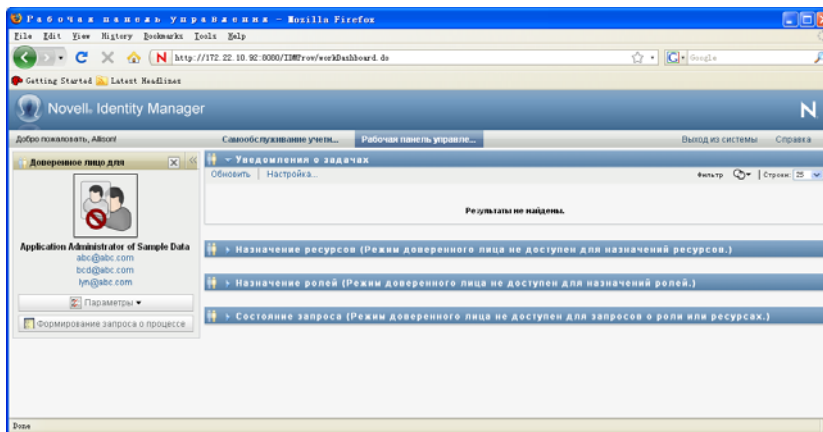 Рабочая панель Управления - Mozilla Firefox
File Edit View History Bookmarks Tools Help
http://172.22.10.92:8080/IDMProv/workDashboard.do
Google
Getting Started Latest Headlines
Novell® Identity Manager
N
Добро пожаловать, Allison!
Самообслуживание учетн...
Рабочая панель управле...
Выход из системы
Справка
Доверенное лицо для
Уведомления о задачах
Обновить Настройка...
Фильтр
Строки: 25
Результаты не найдены.
Application Administrator of Sample Data
abc@abc.com
bcd@abc.com
lyn@abc.com
Параметры
Формирование запроса о процессе
Назначение ресурсов (Режим доверенного лица не доступен для назначений ресурсов.)
Назначение ролей (Режим доверенного лица не доступен для назначений ролей.)
Состояние запроса (Режим доверенного лица не доступен для запросов о роли или ресурсах.)
Done